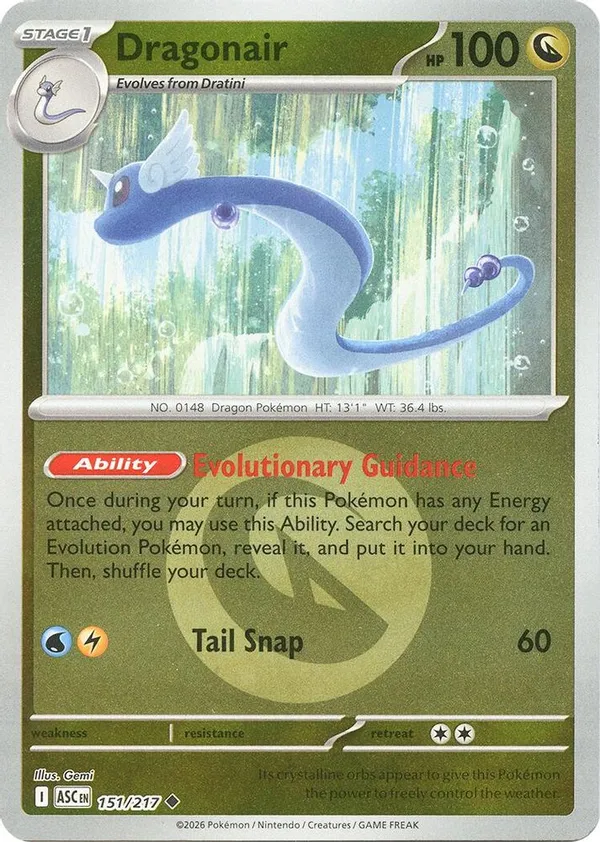 STAGE1
Dragonair
HP 100
Evolves from Dratini
NO. 0148 Dragon Pokémon HT: 13'1" WT: 36.4 lbs.
Ability Evolutionary Guidance
Once during your turn, if this Pokémon has any Energy
attached, you may use this Ability. Search your deck for an
Evolution Pokémon, reveal it, and put it into your hand.
Then, shuffle your deck.
Tail Snap 60
weakness resistance retreat
Illus. Gemi
I ASC EN 151/217
Its crystalline orbs appear to give this Pokémon
the power to freely control the weather.
©2026 Pokémon / Nintendo / Creatures / GAME FREAK